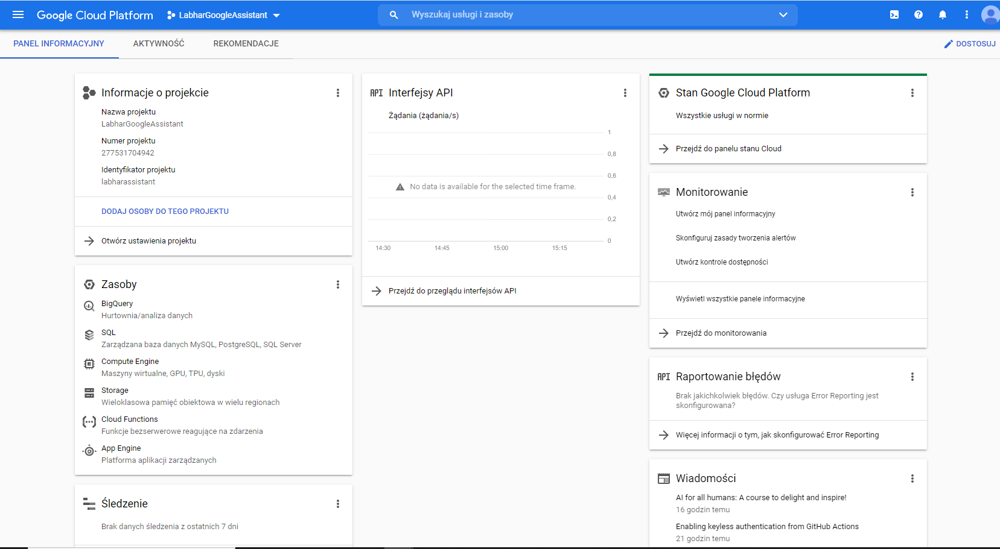 Google Cloud Platform
LabharGoogleAssistant
Wyszukaj usługi i zasoby
PANEL INFORMACYJNY
AKTYWNOŚĆ
REKOMENDACJE
DOSTOSUJ
Informacje o projekcie
Nazwa projektu
LabharGoogleAssistant
Numer projektu
277531704942
Identyfikator projektu
labharassistant
DODAJ OSOBY DO TEGO PROJEKTU
Otwórz ustawienia projektu
Zasoby
BigQuery
Hurtownia/analiza danych
SQL
Zarządzana baza danych MySQL, PostgreSQL, SQL Server
Compute Engine
Maszyny wirtualne, GPU, TPU, dyski
Storage
Wieloklasowa pamięć obiektowa w wielu regionach
Cloud Functions
Funkcje bezserwerowe reagujące na zdarzenia
App Engine
Platforma aplikacji zarządzanych
Śledzenie
Brak danych śledzenia z ostatnich 7 dni
API Interfejsy API
Żądania (żądania/s)
1
0,8
0,6
No data is available for the selected time frame.
0,4
0,2
0
14:30 14:45 15:00 15:15
Przejdź do przeglądu interfejsów API
Stan Google Cloud Platform
Wszystkie usługi w normie
Przejdź do panelu stanu Cloud
Monitorowanie
Utwórz mój panel informacyjny
Skonfiguruj zasady tworzenia alertów
Utwórz kontrole dostępności
Wyświetl wszystkie panele informacyjne
Przejdź do monitorowania
API Raportowanie błędów
Brak jakichkolwiek błędów. Czy usługa Error Reporting jest
skonfigurowana?
Więcej informacji o tym, jak skonfigurować Error Reporting
Wiadomości
AI for all humans: A course to delight and inspire!
16 godzin temu
Enabling keyless authentication from GitHub Actions
21 godzin temu